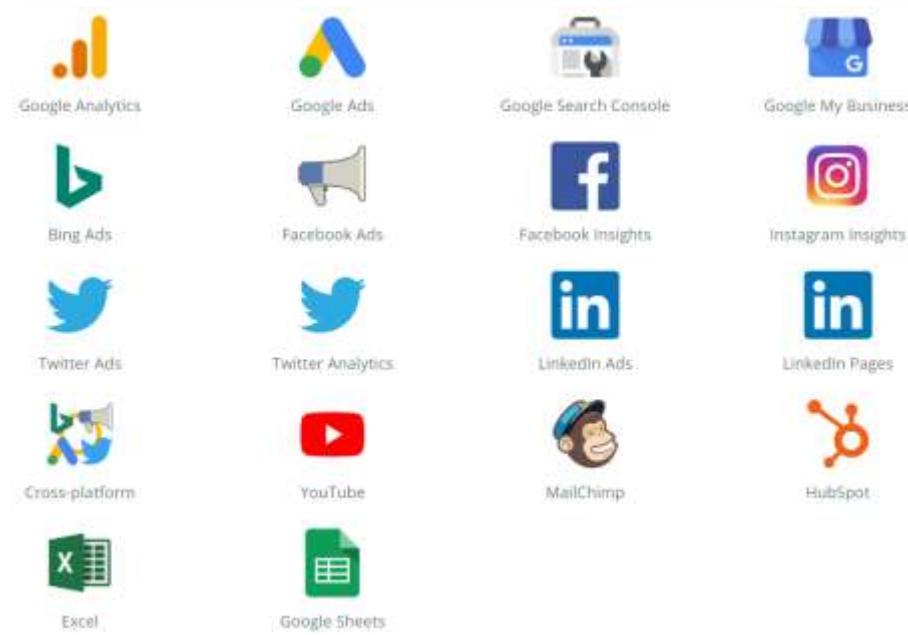 Google Analytics
Google Ads
Google Search Console
Google My Business
Bing Ads
Facebook Ads
Facebook Insights
Instagram Insights
Twitter Ads
Twitter Analytics
LinkedIn Ads
LinkedIn Pages
Cross-platform
YouTube
MailChimp
HubSpot
Excel
Google Sheets